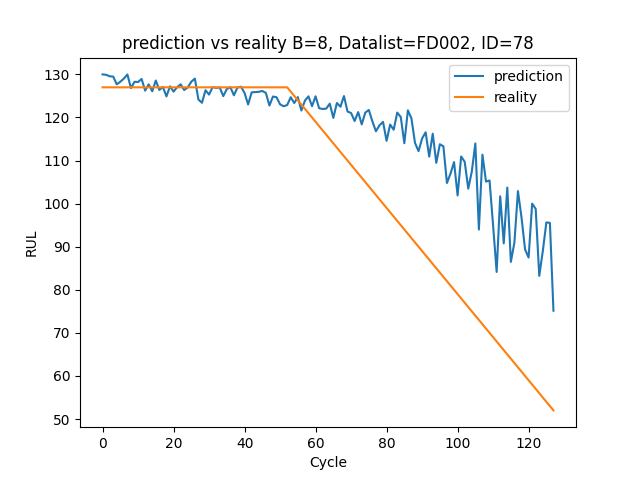 prediction vs reality B=8, Datalist=FD002, ID=78
prediction
reality
RUL
130
120
110
100
90
80
70
60
50
0 20 40 60 80 100 120
Cycle